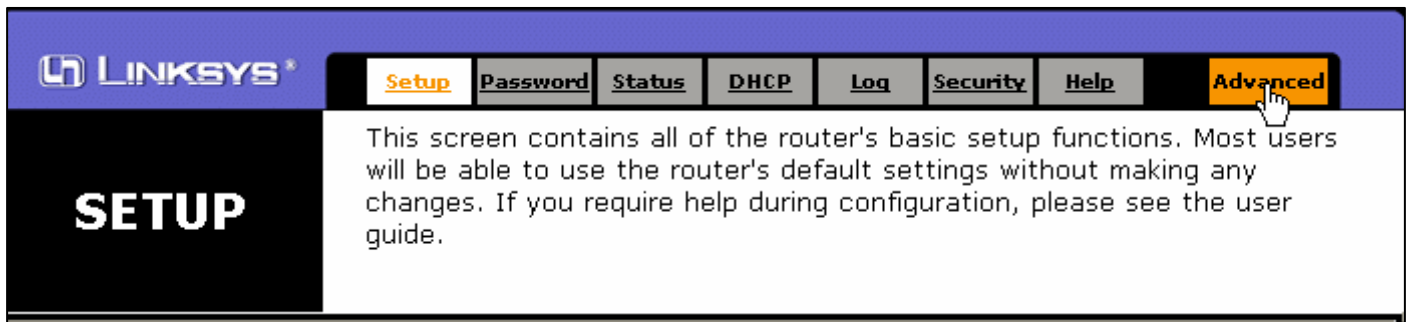 LINKSYS®
Setup Password Status DHCP Log Security Help Advanced
SETUP
This screen contains all of the router's basic setup functions. Most users
will be able to use the router's default settings without making any
changes. If you require help during configuration, please see the user
guide.